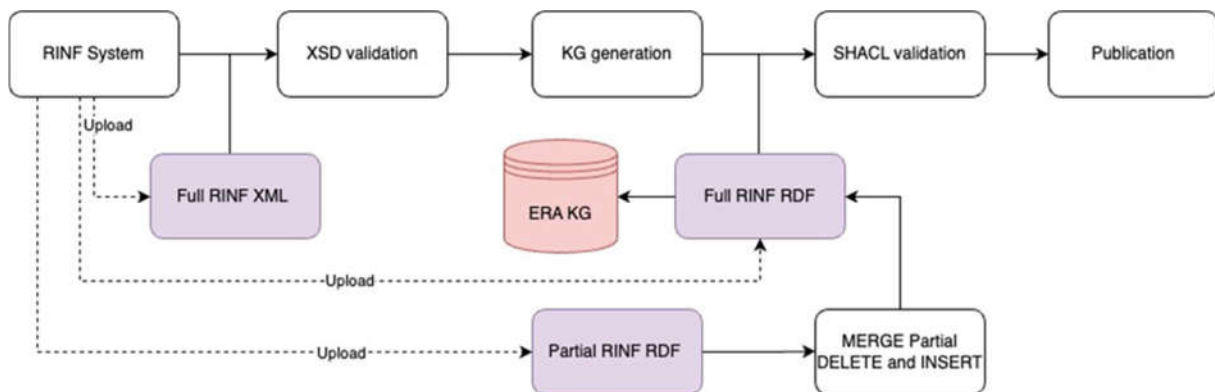 RINF System
XSD validation
KG generation
SHACL validation
Publication
Upload
Full RINF XML
ERA KG
Full RINF RDF
Upload
Upload
Partial RINF RDF
MERGE Partial
DELETE and INSERT